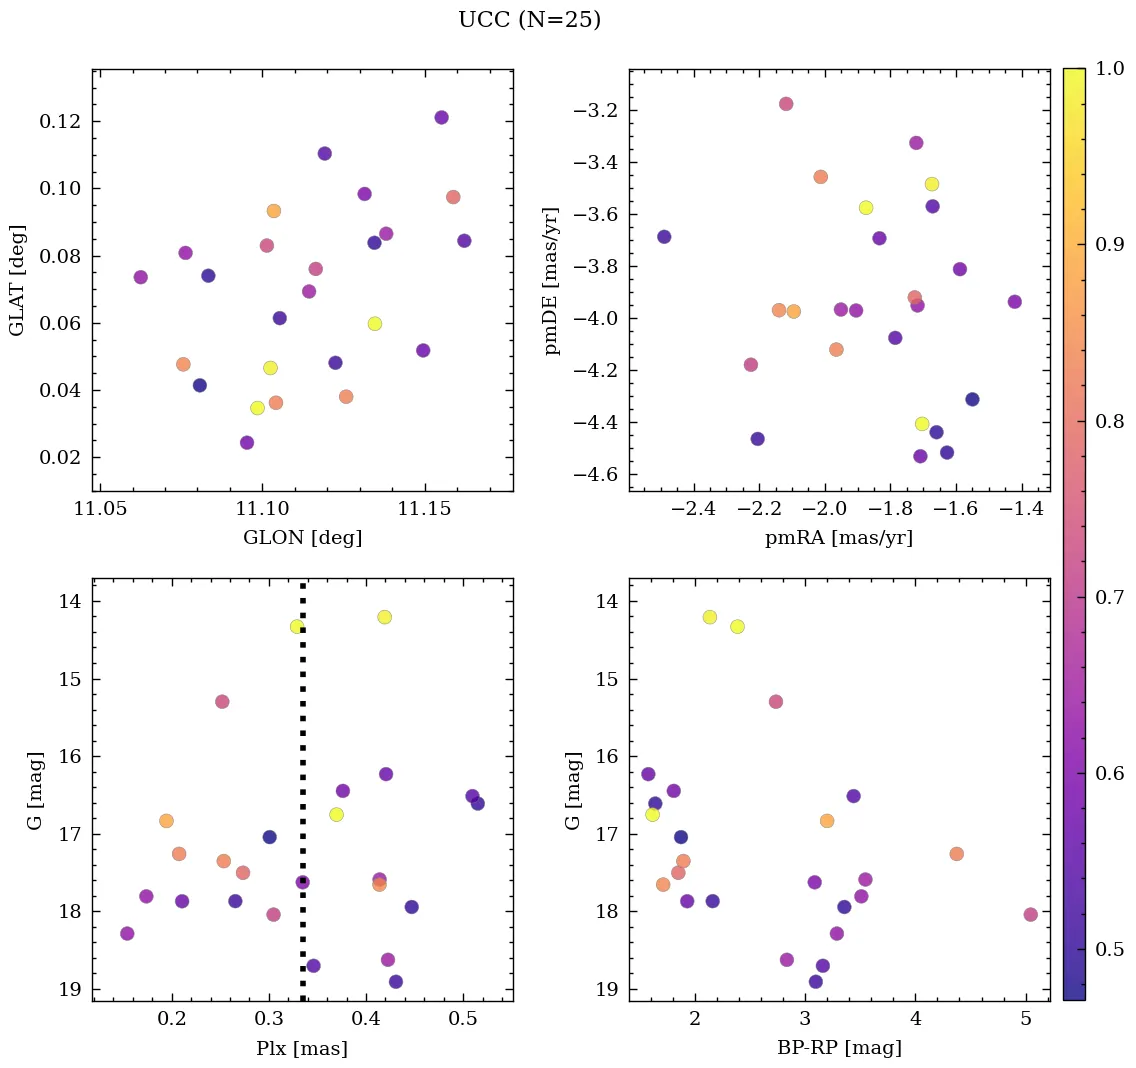 UCC (N=25)
0.12
0.10
0.08
0.06
0.04
0.02
GLAT [deg]
11.05 11.10 11.15
GLON [deg]
−3.2
−3.4
−3.6
−3.8
−4.0
−4.2
−4.4
−4.6
pmDE [mas/yr]
−2.4 −2.2 −2.0 −1.8 −1.6 −1.4
pmRA [mas/yr]
14
15
16
17
18
19
G [mag]
0.2 0.3 0.4 0.5
Plx [mas]
14
15
16
17
18
19
G [mag]
2 3 4 5
BP-RP [mag]
1.0
0.9
0.8
0.7
0.6
0.5